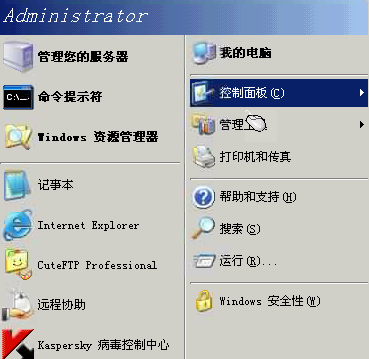 Administrator
管理您的服务器
命令提示符
Windows 资源管理器
记事本
Internet Explorer
CuteFTP Professional
远程协助
Kaspersky 病毒控制中心
我的电脑
控制面板(C)
管理
打印机和传真
帮助和支持(H)
搜索(S)
运行(R)...
Windows 安全性(W)